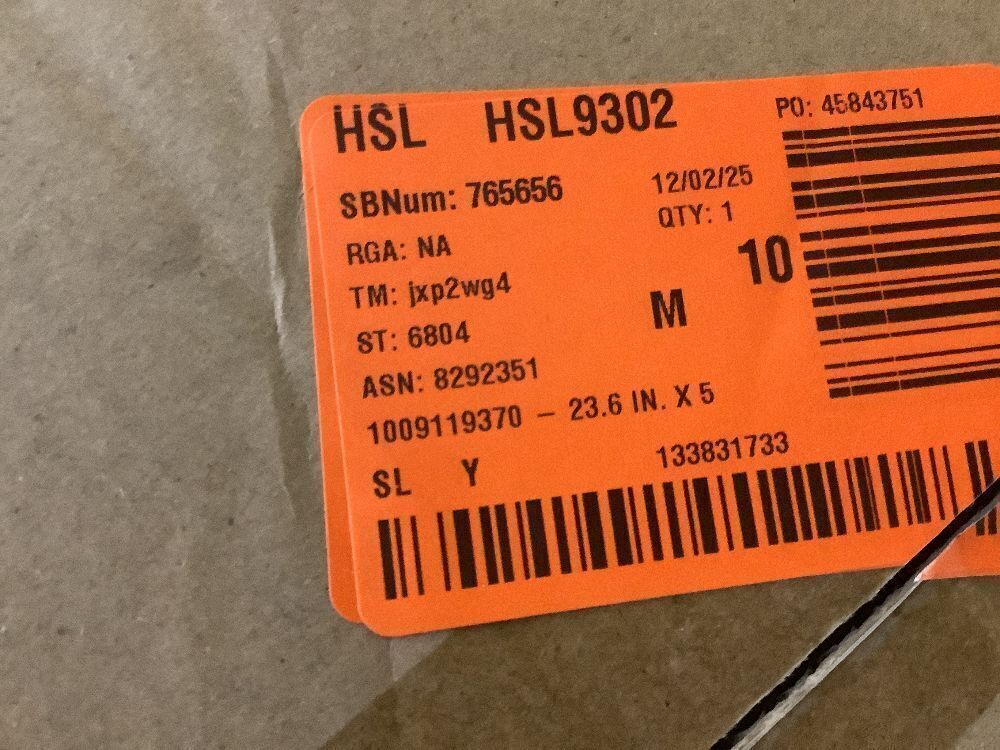 HSL HSL9302 PO: 45843751
SBNum: 765656 12/02/25
RGA: NA QTY: 1
TM: jxp2wg4 M 10
ST: 6804
ASN: 8292351
1009119370 – 23.6 IN. X 5
SL Y 133831733